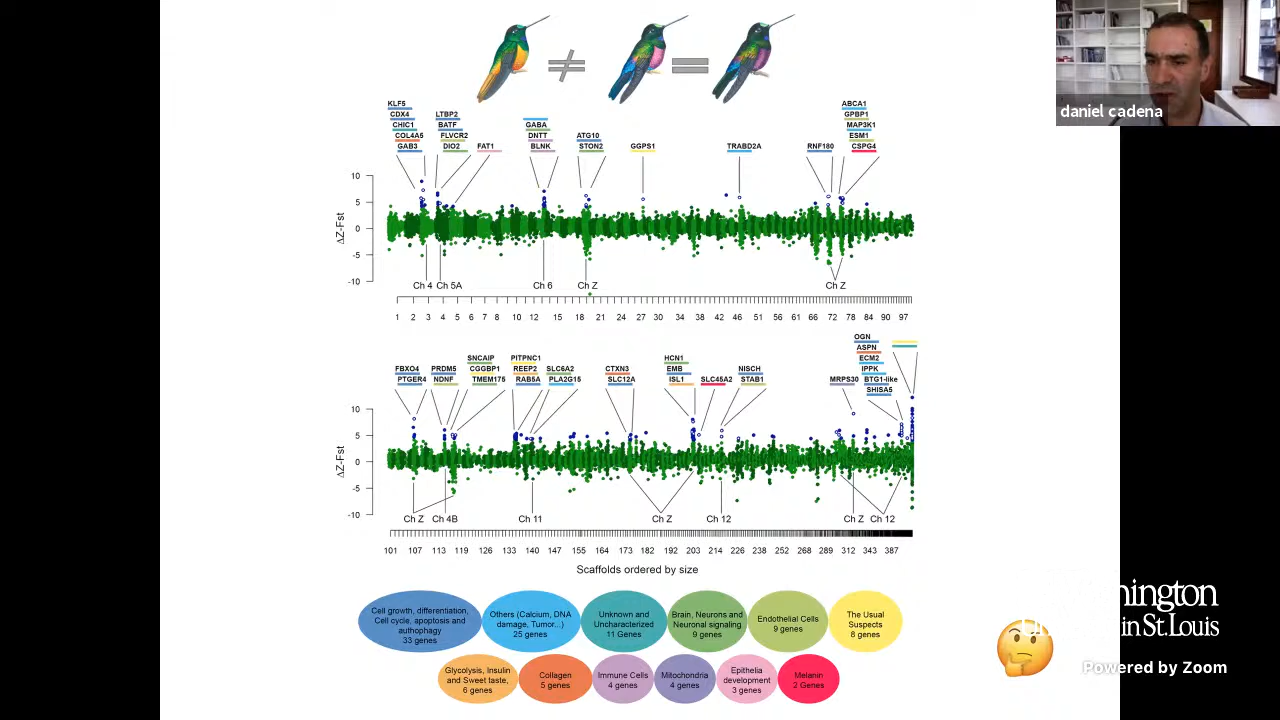 daniel cadena
KLF5
CDX4
CHIC1
COL4A5
GAB3
LTBP2
BATF
FLVCR2
DIO2
FAT1
GABA
DNTT
BLNK
ATG10
STON2
GGPS1
TRABD2A
RNF180
ABCA1
GPBP1
MAP3K1
ESM1
CSPG4
ΔZ-Fst
10
5
0
-5
-10
Ch 4 Ch 5A Ch 6 Ch Z Ch Z
1 2 3 4 5 6 7 8 10 12 15 18 21 24 27 30 34 38 42 46 51 56 61 66 72 78 84 90 97
FBXO4
PTGER4
PRDM5
NDNF
SNCAIP
CGGBP1
TMEM175
PITPNC1
REEP2
RAB5A
SLC6A2
PLA2G15
CTXN3
SLC12A
HCN1
EMB
ISL1
SLC45A2
NISCH
STAB1
MRPS30
OGN
ASPN
ECM2
IPPK
BTG1-like
SHISA5
ΔZ-Fst
10
5
0
-5
-10
Ch Z Ch 4B Ch 11 Ch Z Ch 12 Ch Z Ch 12
101 107 113 119 126 133 140 147 155 164 173 182 192 203 214 226 238 252 268 289 312 343 387
Scaffolds ordered by size
Cell growth, differentiation,
Cell cycle, apoptosis and
authophagy
33 genes
Others (Calcium, DNA
damage, Tumor...)
25 genes
Unknown and
Uncharacterized
11 Genes
Brain, Neurons and
Neuronal signaling
9 genes
Endothelial Cells
9 genes
The Usual
Suspects
8 genes
Glycolysis, Insulin
and Sweet taste,
6 genes
Collagen
5 genes
Immune Cells
4 genes
Mitochondria
4 genes
Epithelia
development
3 genes
Melanin
2 Genes
in St. Louis
Powered by Zoom